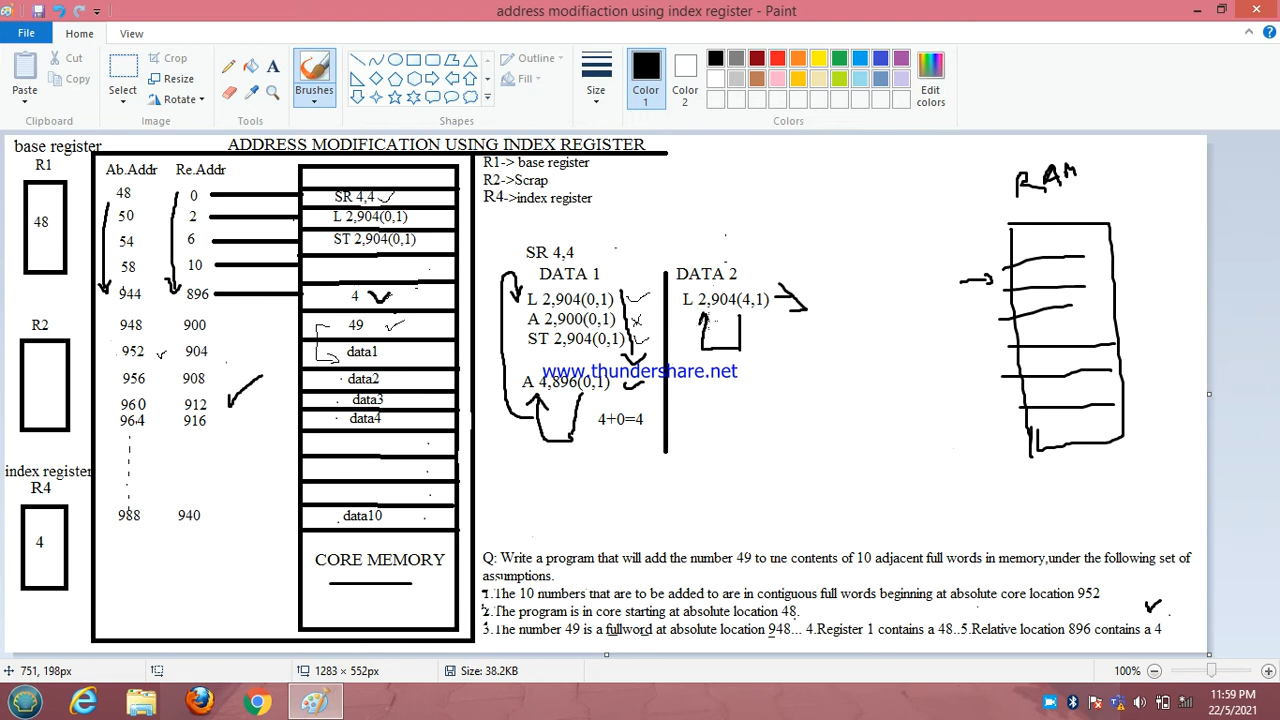 address modifiaction using index register - Paint
File
Home
View
Paste
Cut
Copy
Clipboard
Select
Crop
Resize
Rotate
Image
Tools
Brushes
Outline
Fill
Shapes
Size
Color 1
Color 2
Edit colors
Colors
base register
R1
48
R2
index register
R4
4
ADDRESS MODIFICATION USING INDEX REGISTER
Ab.Addr Re.Addr
48 0 SR 4,4
50 2 L 2,904(0,1)
54 6 ST 2,904(0,1)
58 10
944 896 4
948 900 49
952 904 data1
956 908 data2
960 912 data3
964 916 data4
988 940 data10
CORE MEMORY
R1-> base register
R2->Scrap
R4->index register
SR 4,4
DATA 1
L 2,904(0,1)
A 2,900(0,1)
ST 2,904(0,1)
www.thundershare.net
A 4,896(0,1)
4+0=4
DATA 2
L 2,904(4,1)
RAM
Q: Write a program that will add the number 49 to the contents of 10 adjacent full words in memory,under the following set of
assumptions.
1.The 10 numbers that are to be added to are in contiguous full words beginning at absolute core location 952
2.The program is in core starting at absolute location 48.
3.The number 49 is a fullword at absolute location 948... 4.Register 1 contains a 48..5.Relative location 896 contains a 4
751, 198px
1283 × 552px
Size: 38.2KB
100%
11:59 PM
22/5/2021